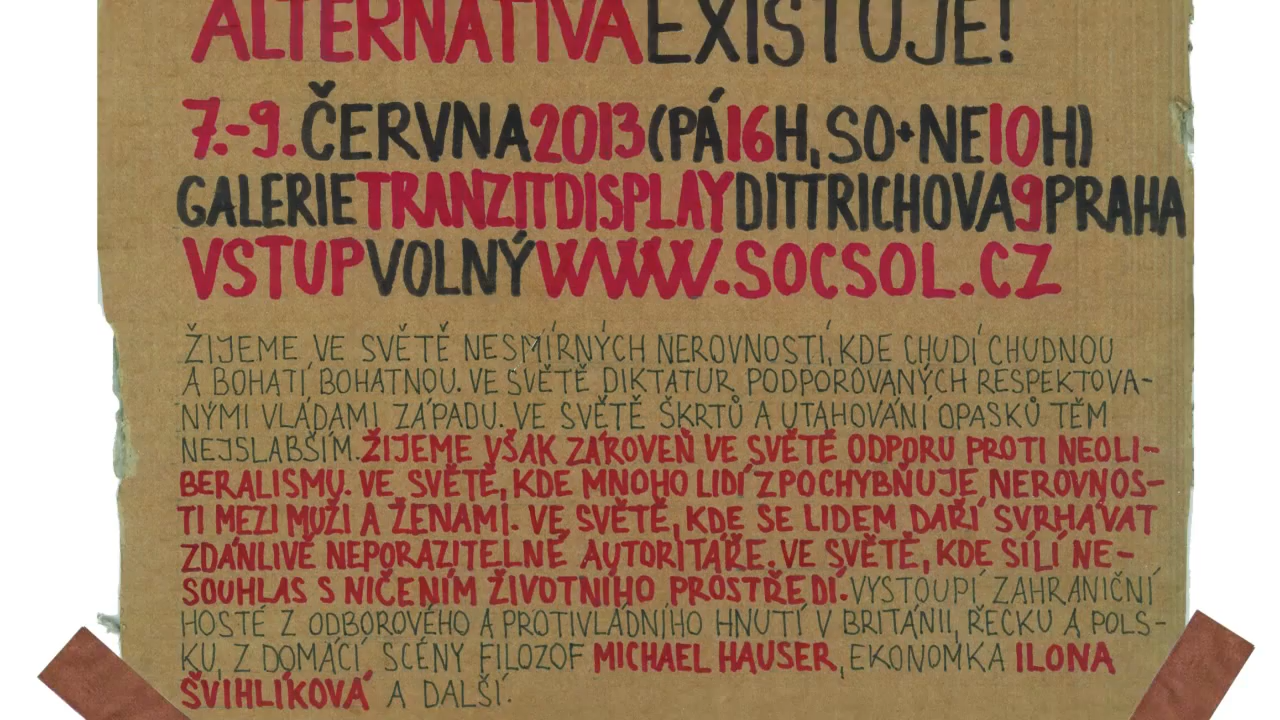 ALTERNATIVA EXISTUJE!
7.-9. ČERVNA 2013 (PÁ 16H, SO+NE 10H)
GALERIE TRANZITDISPLAY DITTRICHOVA 9 PRAHA
VSTUP VOLNÝ WWW.SOCSOL.CZ
ŽIJEME VE SVĚTĚ NESMÍRNÝCH NEROVNOSTÍ, KDE CHUDÍ CHUDNOU
A BOHATÍ BOHATNOU. VE SVĚTĚ DIKTATUR PODPOROVANÝCH RESPEKTOVA-
NÝMI VLÁDAMI ZÁPADU. VE SVĚTĚ ŠKRTŮ A UTAHOVÁNÍ OPASKŮ TĚM
NEJSLABŠÍM. ŽIJEME VŠAK ZÁROVEŇ VE SVĚTĚ ODPORU PROTI NEOLI-
BERALISMU. VE SVĚTĚ, KDE MNOHO LIDÍ ZPOCHYBŇUJE NEROVNOS-
TI MEZI MUŽI A ŽENAMI. VE SVĚTĚ, KDE SE LIDEM DAŘÍ SVRHÁVAT
ZDÁNLIVĚ NEPORAZITELNÉ AUTORITÁŘE. VE SVĚTĚ, KDE SÍLÍ NE-
SOUHLAS S NIČENÍM ŽIVOTNÍHO PROSTŘEDÍ. VYSTOUPÍ ZAHRANIČNÍ
HOSTÉ Z ODBOROVÉHO A PROTIVLÁDNÍHO HNUTÍ V BRITÁNII, ŘECKU A POLS-
KU, Z DOMÁCÍ SCÉNY FILOZOF MICHAEL HAUSER, EKONOMKA ILONA
ŠVIHLÍKOVÁ A DALŠÍ.